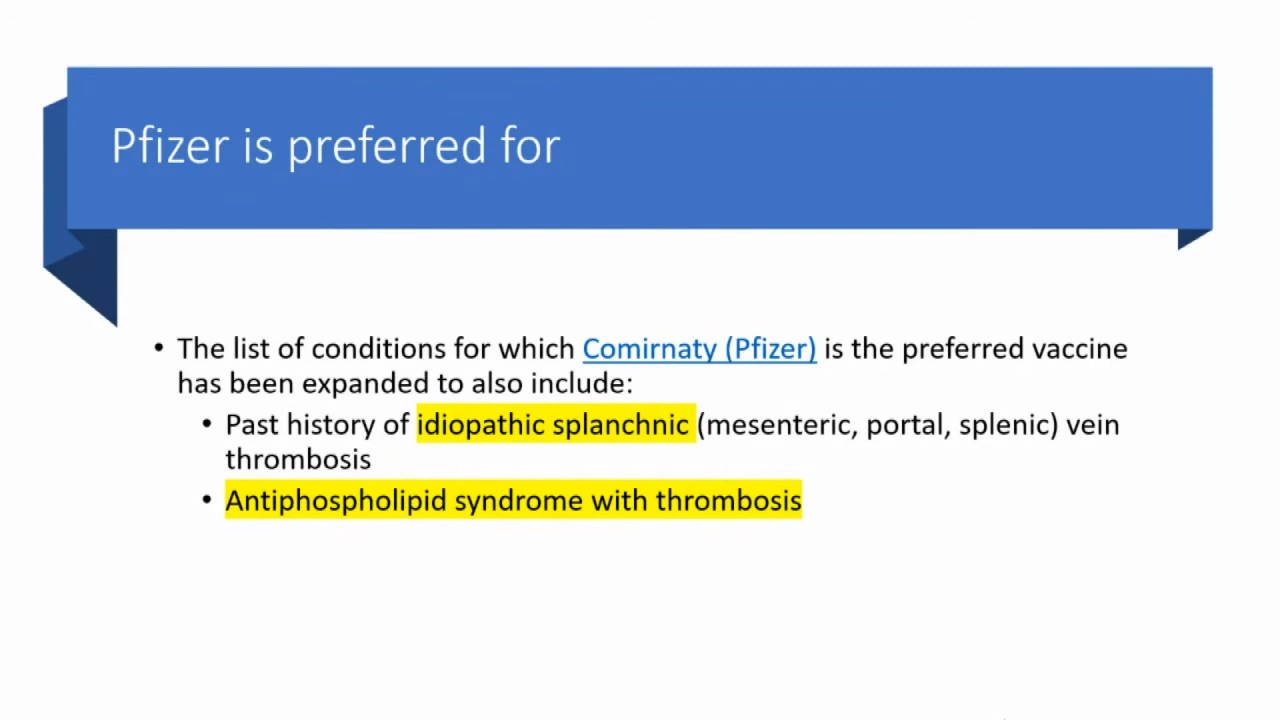 Pfizer is preferred for
• The list of conditions for which Comirnaty (Pfizer) is the preferred vaccine
has been expanded to also include:
• Past history of idiopathic splanchnic (mesenteric, portal, splenic) vein
thrombosis
• Antiphospholipid syndrome with thrombosis